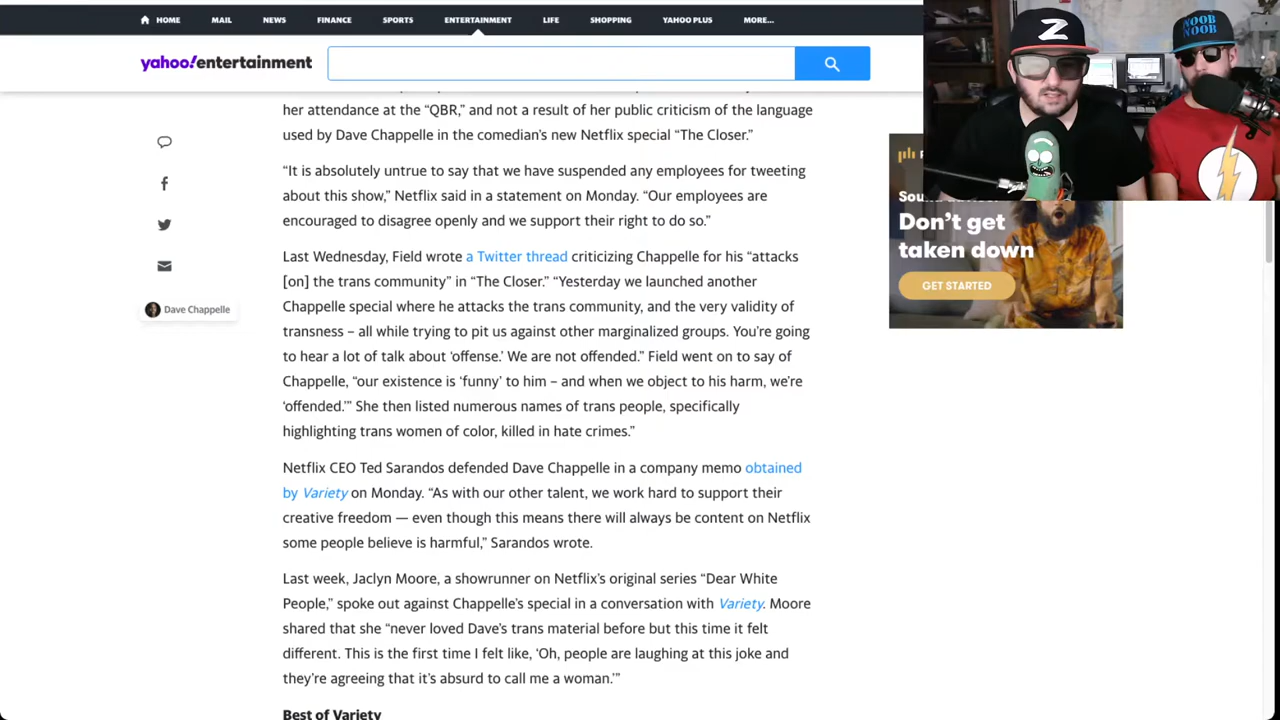 HOME MAIL NEWS FINANCE SPORTS ENTERTAINMENT LIFE SHOPPING YAHOO PLUS MORE...
yahoo!entertainment
her attendance at the “QBR,” and not a result of her public criticism of the language
used by Dave Chappelle in the comedian’s new Netflix special “The Closer.”
“It is absolutely untrue to say that we have suspended any employees for tweeting
about this show,” Netflix said in a statement on Monday. “Our employees are
encouraged to disagree openly and we support their right to do so.”
Last Wednesday, Field wrote a Twitter thread criticizing Chappelle for his “attacks
[on] the trans community” in “The Closer.” “Yesterday we launched another
Chappelle special where he attacks the trans community, and the very validity of
transness – all while trying to pit us against other marginalized groups. You’re going
to hear a lot of talk about ‘offense.’ We are not offended.” Field went on to say of
Chappelle, “our existence is ‘funny’ to him – and when we object to his harm, we’re
‘offended.’” She then listed numerous names of trans people, specifically
highlighting trans women of color, killed in hate crimes.”
Netflix CEO Ted Sarandos defended Dave Chappelle in a company memo obtained
by Variety on Monday. “As with our other talent, we work hard to support their
creative freedom — even though this means there will always be content on Netflix
some people believe is harmful,” Sarandos wrote.
Last week, Jaclyn Moore, a showrunner on Netflix’s original series “Dear White
People,” spoke out against Chappelle’s special in a conversation with Variety. Moore
shared that she “never loved Dave’s trans material before but this time it felt
different. This is the first time I felt like, ‘Oh, people are laughing at this joke and
they’re agreeing that it’s absurd to call me a woman.’”
Best of Variety
Dave Chappelle
Don’t get
taken down
GET STARTED
Z
NOOB
NOOB